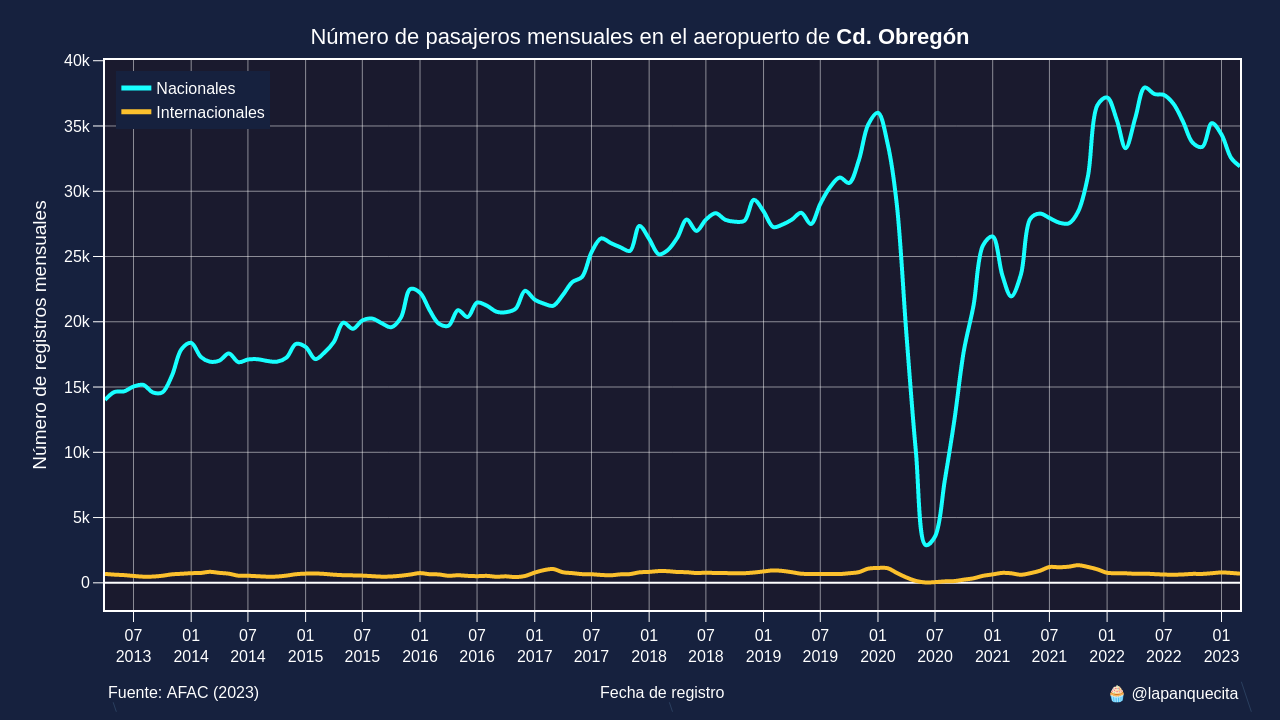 Número de pasajeros mensuales en el aeropuerto de Cd. Obregón
Nacionales
Internacionales
Número de registros mensuales
40k
35k
30k
25k
20k
15k
10k
5k
0
07 01 07 01 07 01 07 01 07 01 07 01 07 01 07 01 07 01 07 01
2013 2014 2014 2015 2015 2016 2016 2017 2017 2018 2018 2019 2019 2020 2020 2021 2021 2022 2022 2023
Fuente: AFAC (2023) Fecha de registro 🧁 @lapanquecita